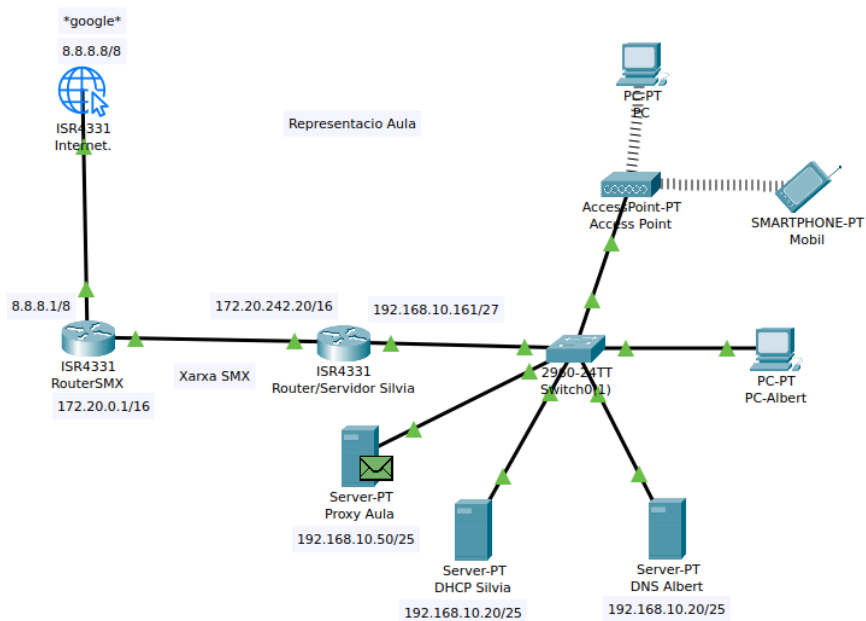 *google*
8.8.8.8/8
ISR4331
Internet.
Representacio Aula
PC-PT
PC
AccessPoint-PT
Access Point
SMARTPHONE-PT
Mobil
8.8.8.1/8
172.20.242.20/16
192.168.10.161/27
ISR4331
RouterSMX
172.20.0.1/16
Xarxa SMX
ISR4331
Router/Servidor Silvia
2960-24TT
Switch0(1)
PC-PT
PC-Albert
Server-PT
Proxy Aula
192.168.10.50/25
Server-PT
DHCP Silvia
192.168.10.20/25
Server-PT
DNS Albert
192.168.10.20/25